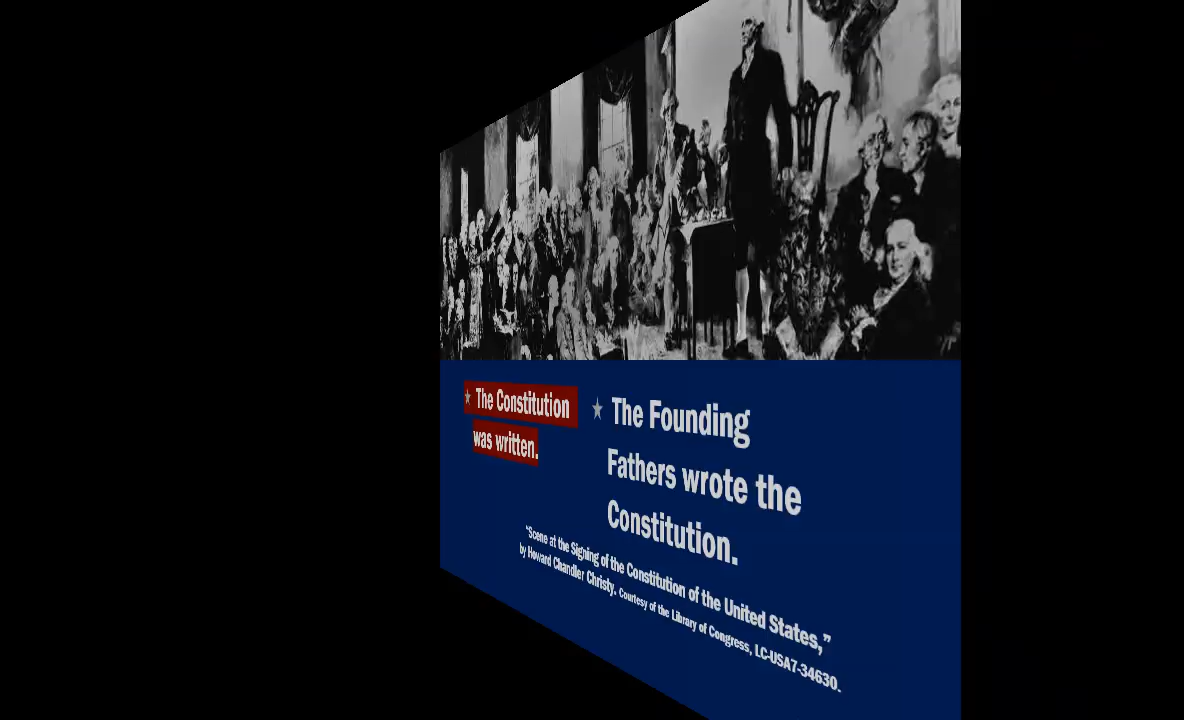 ★ The Constitution
was written.
★ The Founding
Fathers wrote the
Constitution.
“Scene at the Signing of the Constitution of the United States,”
by Howard Chandler Christy. Courtesy of the Library of Congress, LC-USA7-34630.